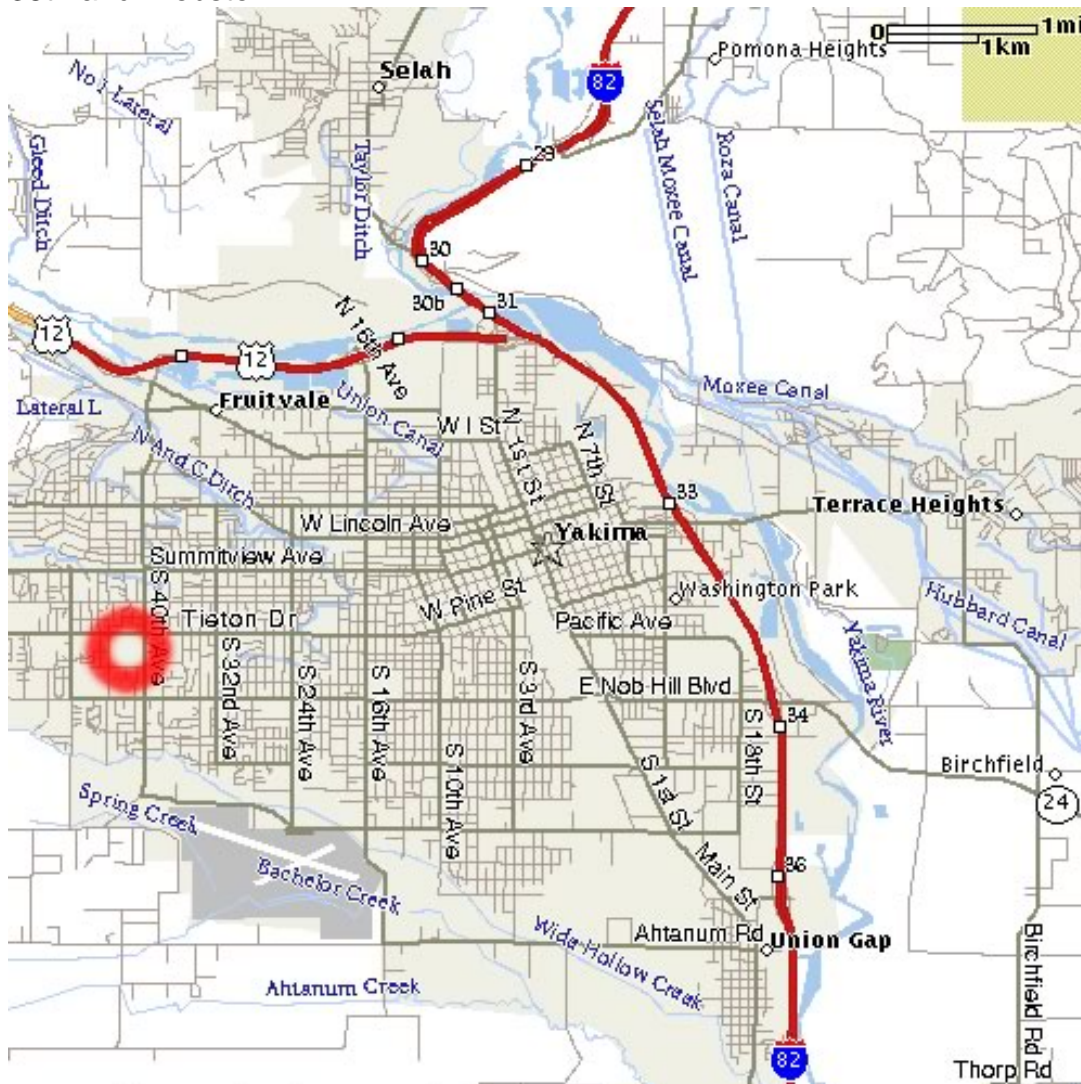 0
1mi
1km
Pomona Heights
Selah
82
No 1 Lateral
Gleed Ditch
Taylor Ditch
Selah Moxee Canal
Roza Canal
29
30
30b
31
12
12
N 16th Ave
Moxee Canal
Lateral L
Fruitvale
Union Canal
W I St
N 1st St
N 7th St
N And C Ditch
33
Terrace Heights
W Lincoln Ave
Yakima
Summitview Ave
S 40th Ave
W Pine St
Washington Park
Hubbard Canal
Tieton Dr
Pacific Ave
Yakima River
S 32nd Ave
S 24th Ave
S 16th Ave
S 3rd Ave
E Nob Hill Blvd
34
S 18th St
S 10th Ave
S 1st St
Birchfield
24
Spring Creek
Main St
36
Bachelor Creek
Wide Hollow Creek
Ahtanum Rd
Union Gap
Birchfield Rd
Ahtanum Creek
82
Thorp Rd